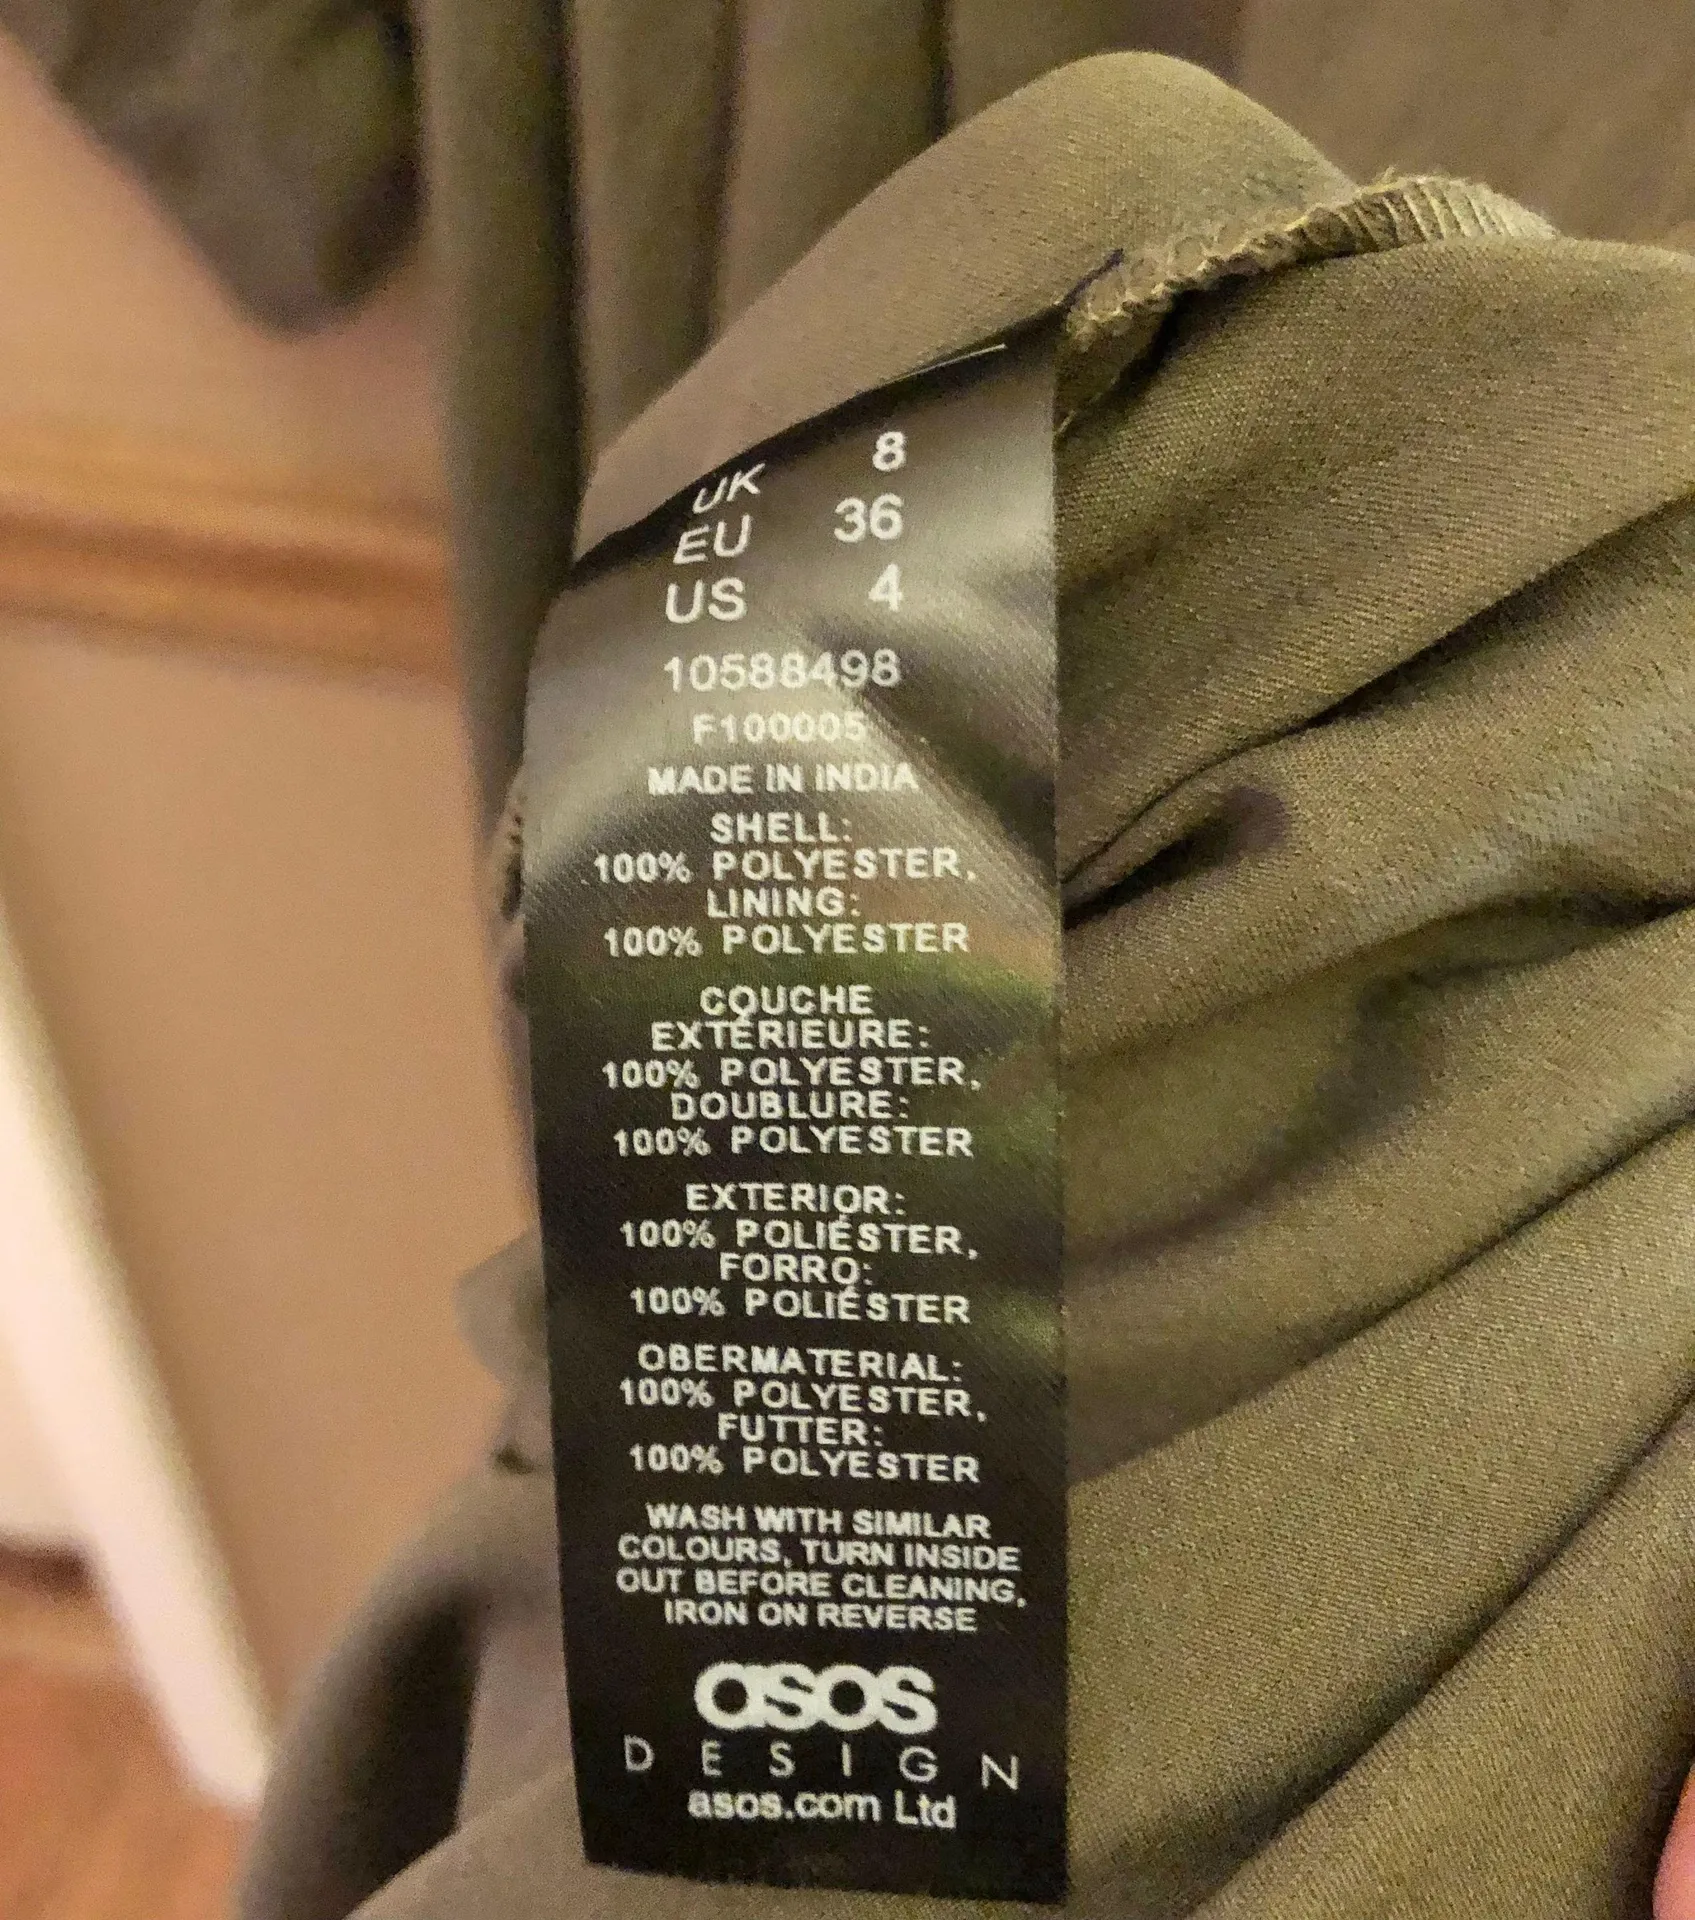 UK 8
EU 36
US 4
10588498
F100005
MADE IN INDIA
SHELL:
100% POLYESTER,
LINING:
100% POLYESTER
COUCHE
EXTÉRIEURE:
100% POLYESTER,
DOUBLURE:
100% POLYESTER
EXTERIOR:
100% POLIÉSTER,
FORRO:
100% POLIÉSTER
OBERMATERIAL:
100% POLYESTER,
FUTTER:
100% POLYESTER
WASH WITH SIMILAR
COLOURS, TURN INSIDE
OUT BEFORE CLEANING,
IRON ON REVERSE
asos
DESIGN
asos.com Ltd